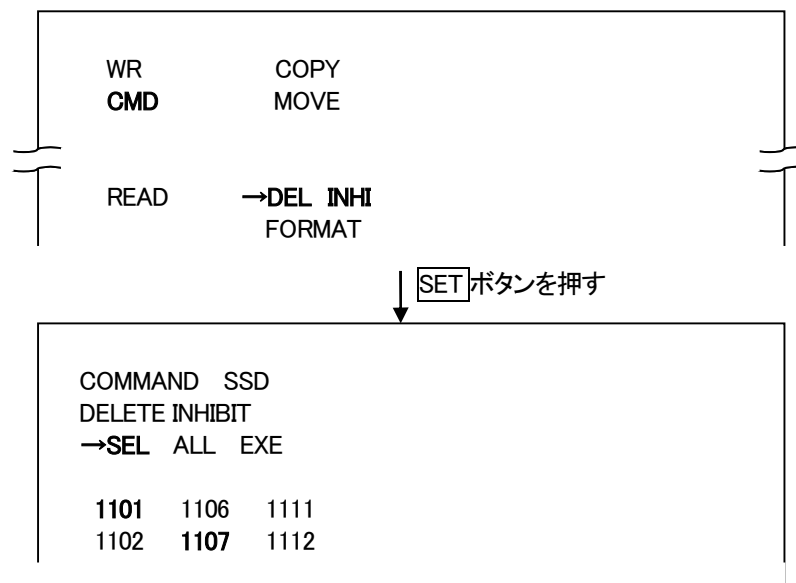 WR COPY
CMD MOVE
READ →DEL INHI
FORMAT
SET ボタンを押す
COMMAND SSD
DELETE INHIBIT
→SEL ALL EXE
1101 1106 1111
1102 1107 1112